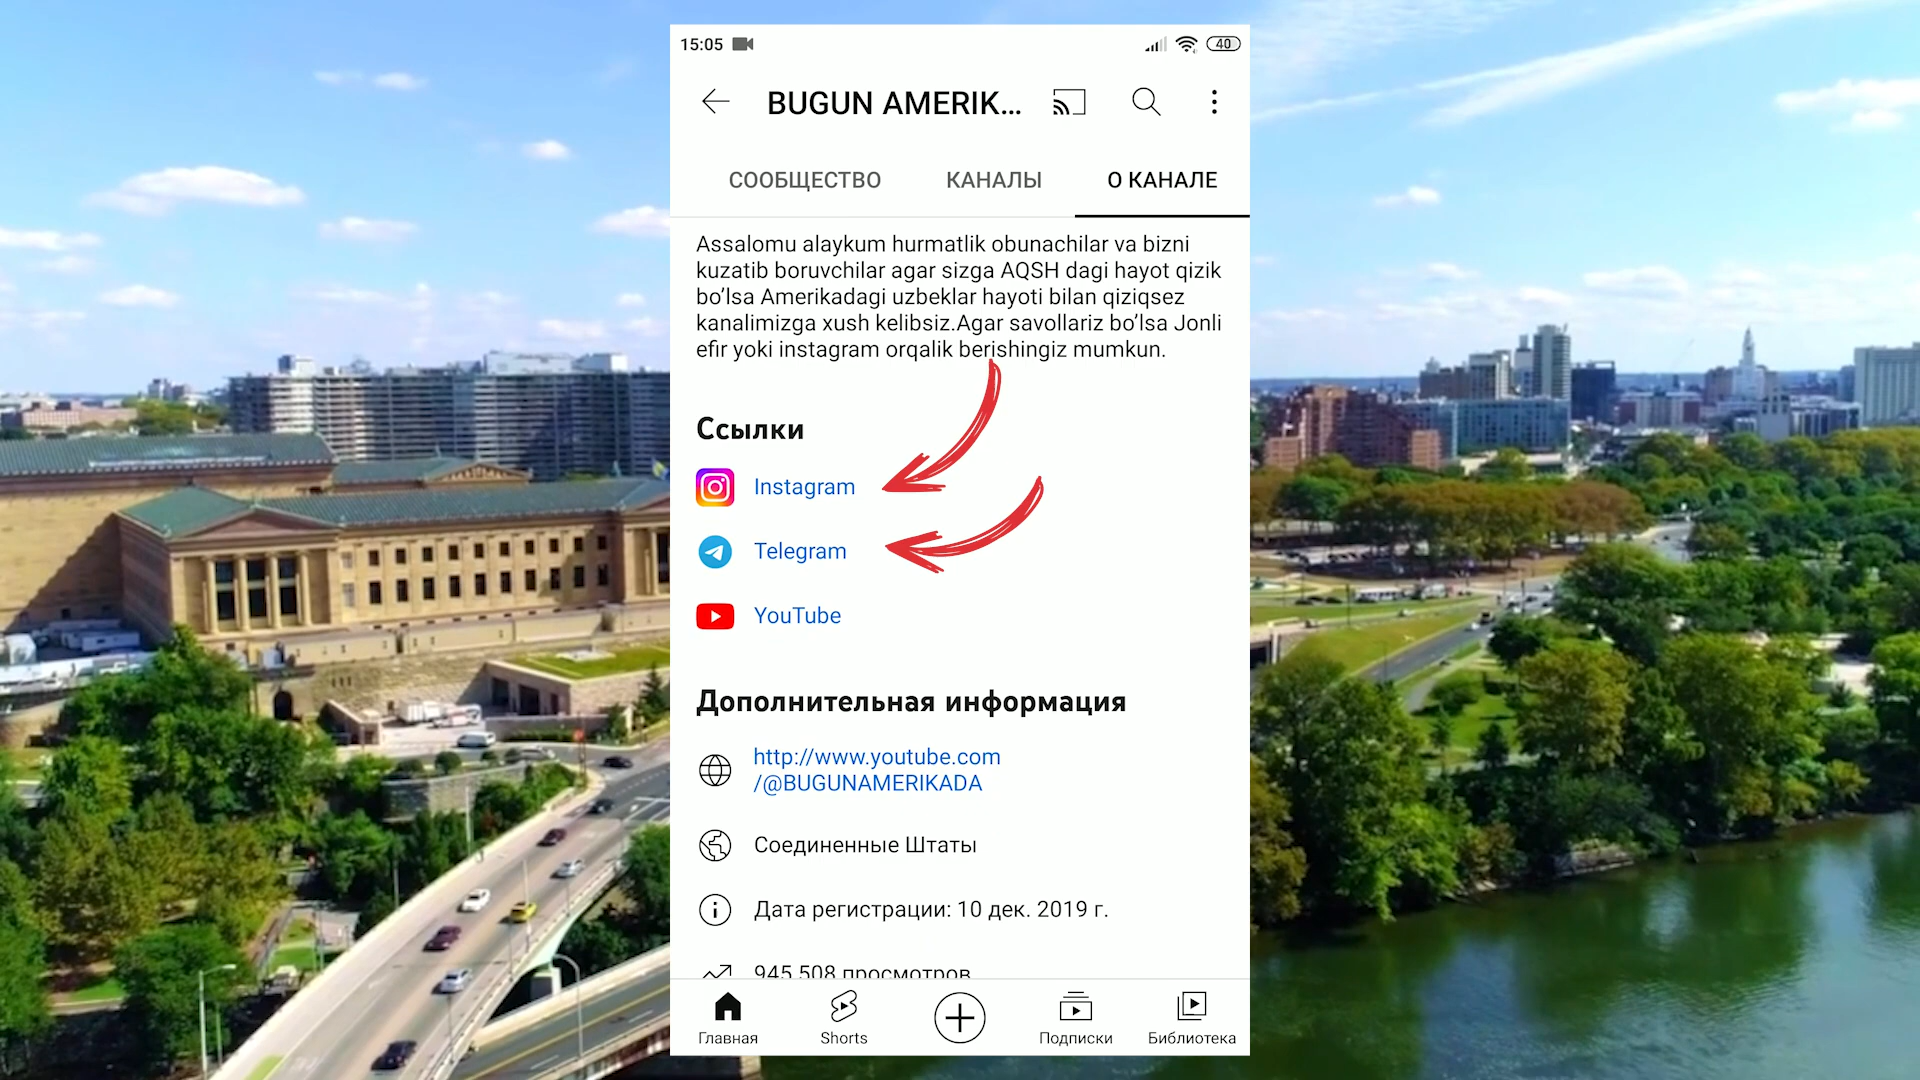 15:05
40
BUGUN AMERIK...
СООБЩЕСТВО КАНАЛЫ О КАНАЛЕ
Assalomu alaykum hurmatlik obunachilar va bizni
kuzatib boruvchilar agar sizga AQSH dagi hayot qizik
bo’lsa Amerikadagi uzbeklar hayoti bilan qiziqsez
kanalimizga xush kelibsiz.Agar savollariz bo’lsa Jonli
efir yoki instagram orqalik berishingiz mumkun.
Ссылки
Instagram
Telegram
YouTube
Дополнительная информация
http://www.youtube.com
/@BUGUNAMERIKADA
Соединенные Штаты
Дата регистрации: 10 дек. 2019 г.
945 508 просмотров
Главная Shorts Подписки Библиотека